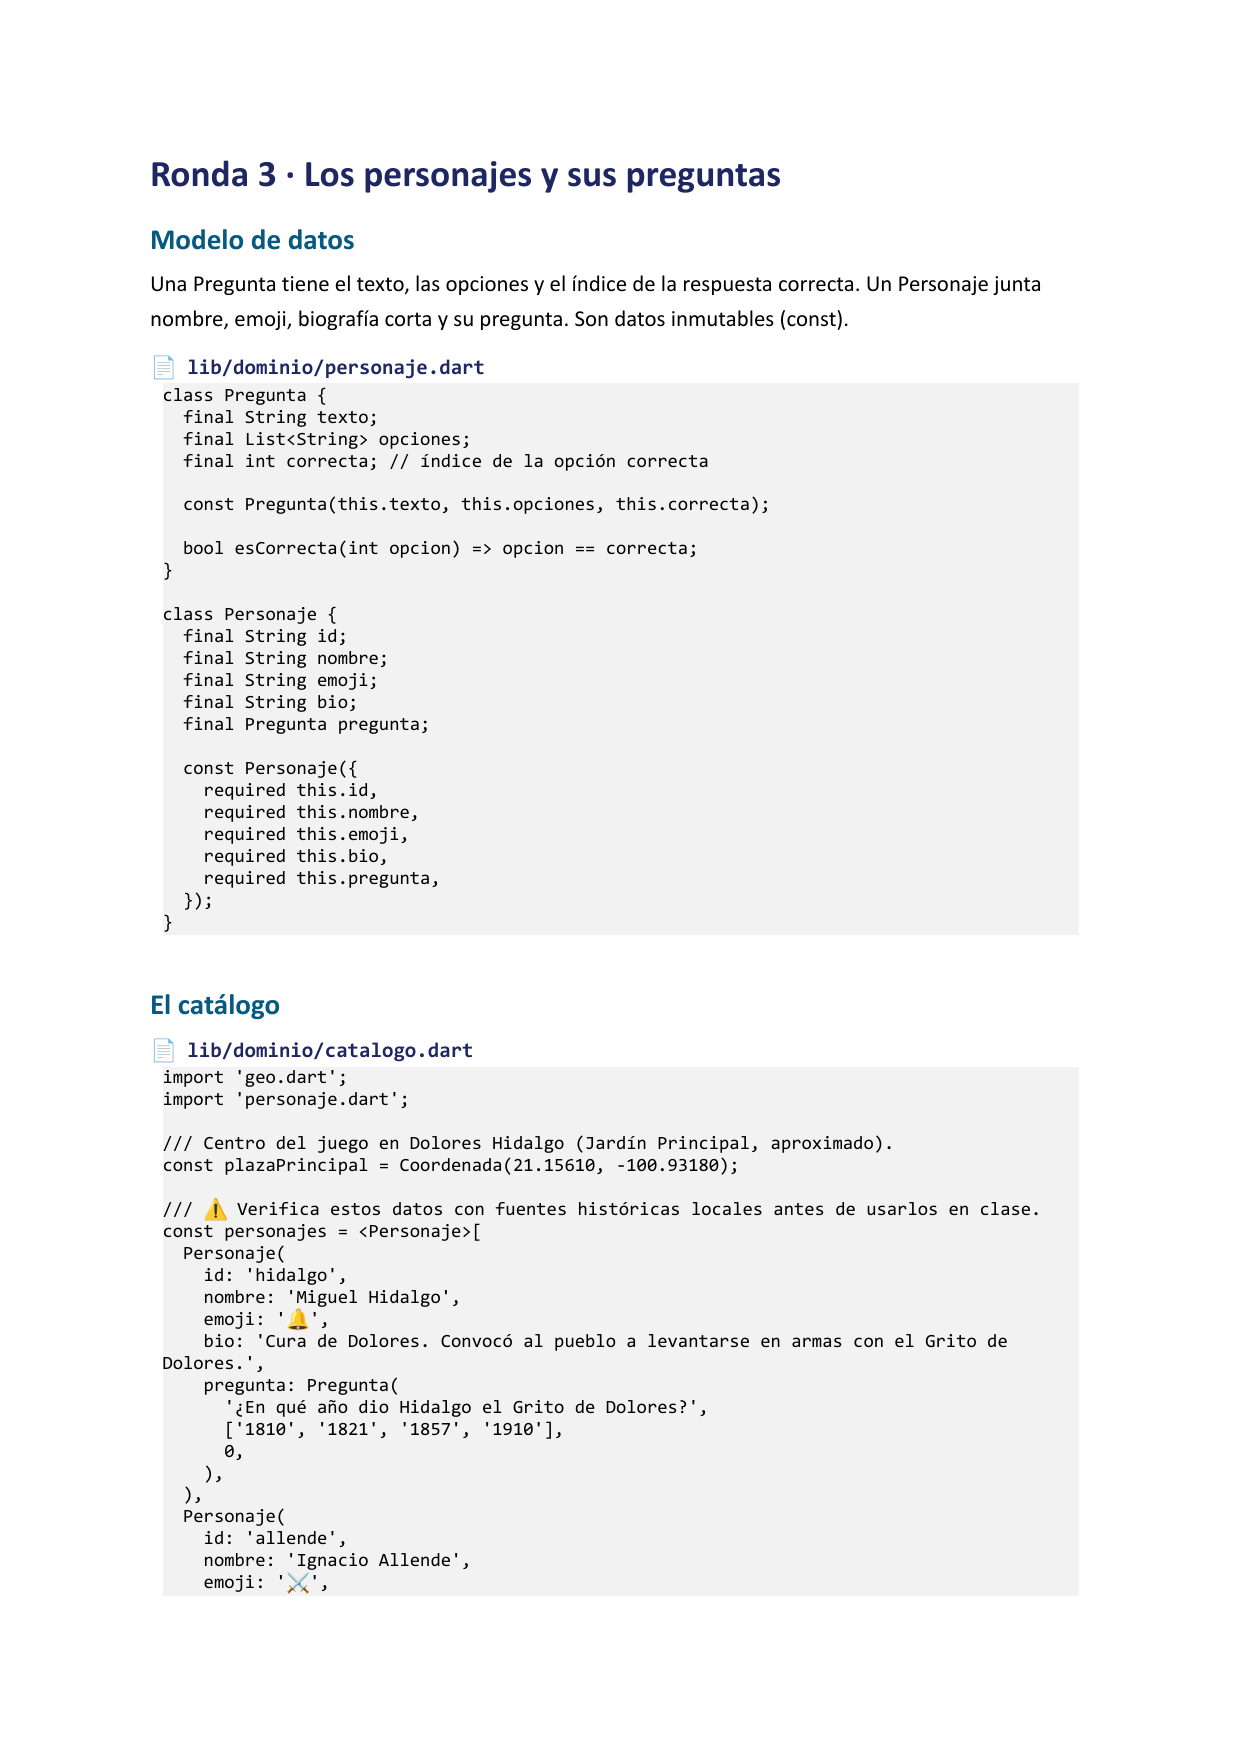 Ronda 3 · Los personajes y sus preguntas
Modelo de datos
Una Pregunta tiene el texto, las opciones y el índice de la respuesta correcta. Un Personaje junta
nombre, emoji, biografía corta y su pregunta. Son datos inmutables (const).
📄 lib/dominio/personaje.dart
class Pregunta {
  final String texto;
  final List<String> opciones;
  final int correcta; // índice de la opción correcta

  const Pregunta(this.texto, this.opciones, this.correcta);

  bool esCorrecta(int opcion) => opcion == correcta;
}

class Personaje {
  final String id;
  final String nombre;
  final String emoji;
  final String bio;
  final Pregunta pregunta;

  const Personaje({
    required this.id,
    required this.nombre,
    required this.emoji,
    required this.bio,
    required this.pregunta,
  });
}

El catálogo
📄 lib/dominio/catalogo.dart
import 'geo.dart';
import 'personaje.dart';

/// Centro del juego en Dolores Hidalgo (Jardín Principal, aproximado).
const plazaPrincipal = Coordenada(21.15610, -100.93180);

/// ⚠️ Verifica estos datos con fuentes históricas locales antes de usarlos en clase.
const personajes = <Personaje>[
  Personaje(
    id: 'hidalgo',
    nombre: 'Miguel Hidalgo',
    emoji: '🔔',
    bio: 'Cura de Dolores. Convocó al pueblo a levantarse en armas con el Grito de
Dolores.',
    pregunta: Pregunta(
      '¿En qué año dio Hidalgo el Grito de Dolores?',
      ['1810', '1821', '1857', '1910'],
      0,
    ),
  ),
  Personaje(
    id: 'allende',
    nombre: 'Ignacio Allende',
    emoji: '⚔️',